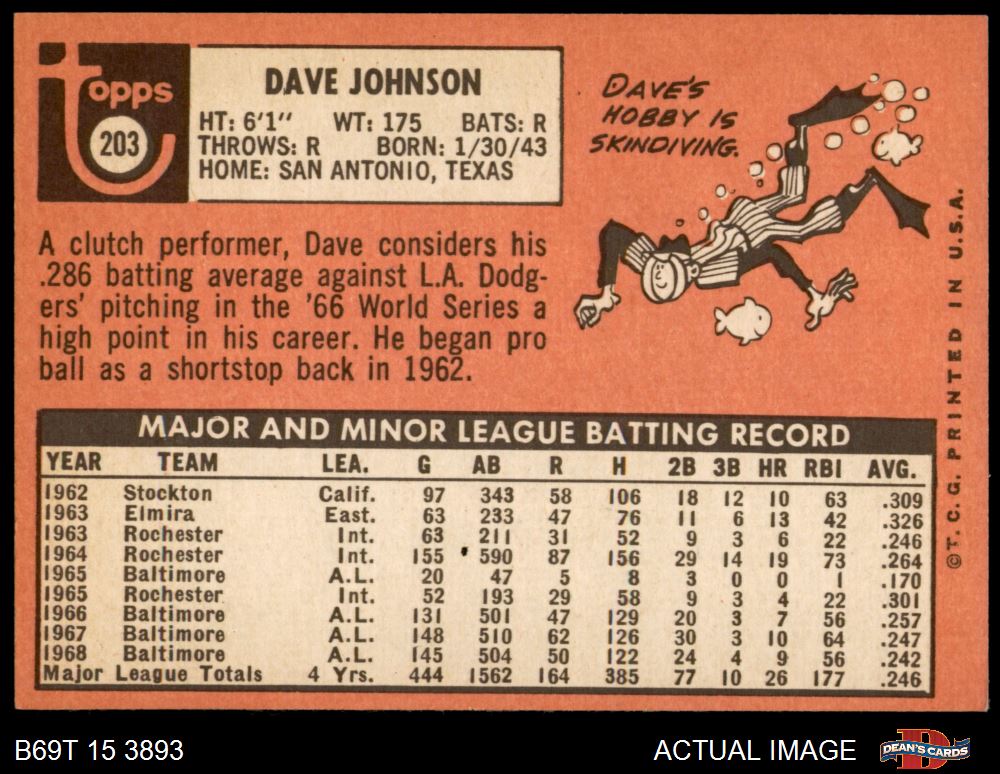 Topps
203
DAVE JOHNSON
HT: 6'1" WT: 175 BATS: R
THROWS: R BORN: 1/30/43
HOME: SAN ANTONIO, TEXAS
DAVE'S
HOBBY IS
SKINDIVING.
A clutch performer, Dave considers his
.286 batting average against L.A. Dodg-
ers' pitching in the '66 World Series a
high point in his career. He began pro
ball as a shortstop back in 1962.
MAJOR AND MINOR LEAGUE BATTING RECORD
YEAR TEAM LEA. G AB R H 2B 3B HR RBI AVG.
1962 Stockton Calif. 97 343 58 106 18 12 10 63 .309
1963 Elmira East. 63 233 47 76 11 6 13 42 .326
1963 Rochester Int. 63 211 31 52 9 3 6 22 .246
1964 Rochester Int. 155 590 87 156 29 14 19 73 .264
1965 Baltimore A.L. 20 47 5 8 3 0 0 1 .170
1965 Rochester Int. 52 193 29 58 9 3 4 22 .301
1966 Baltimore A.L. 131 501 47 129 20 3 7 56 .257
1967 Baltimore A.L. 148 510 62 126 30 3 10 64 .247
1968 Baltimore A.L. 145 504 50 122 24 4 9 56 .242
Major League Totals 4 Yrs. 444 1562 164 385 77 10 26 177 .246
©T. C. G. PRINTED IN U.S.A.
B69T 15 3893
ACTUAL IMAGE
D
DEAN'S CARDS